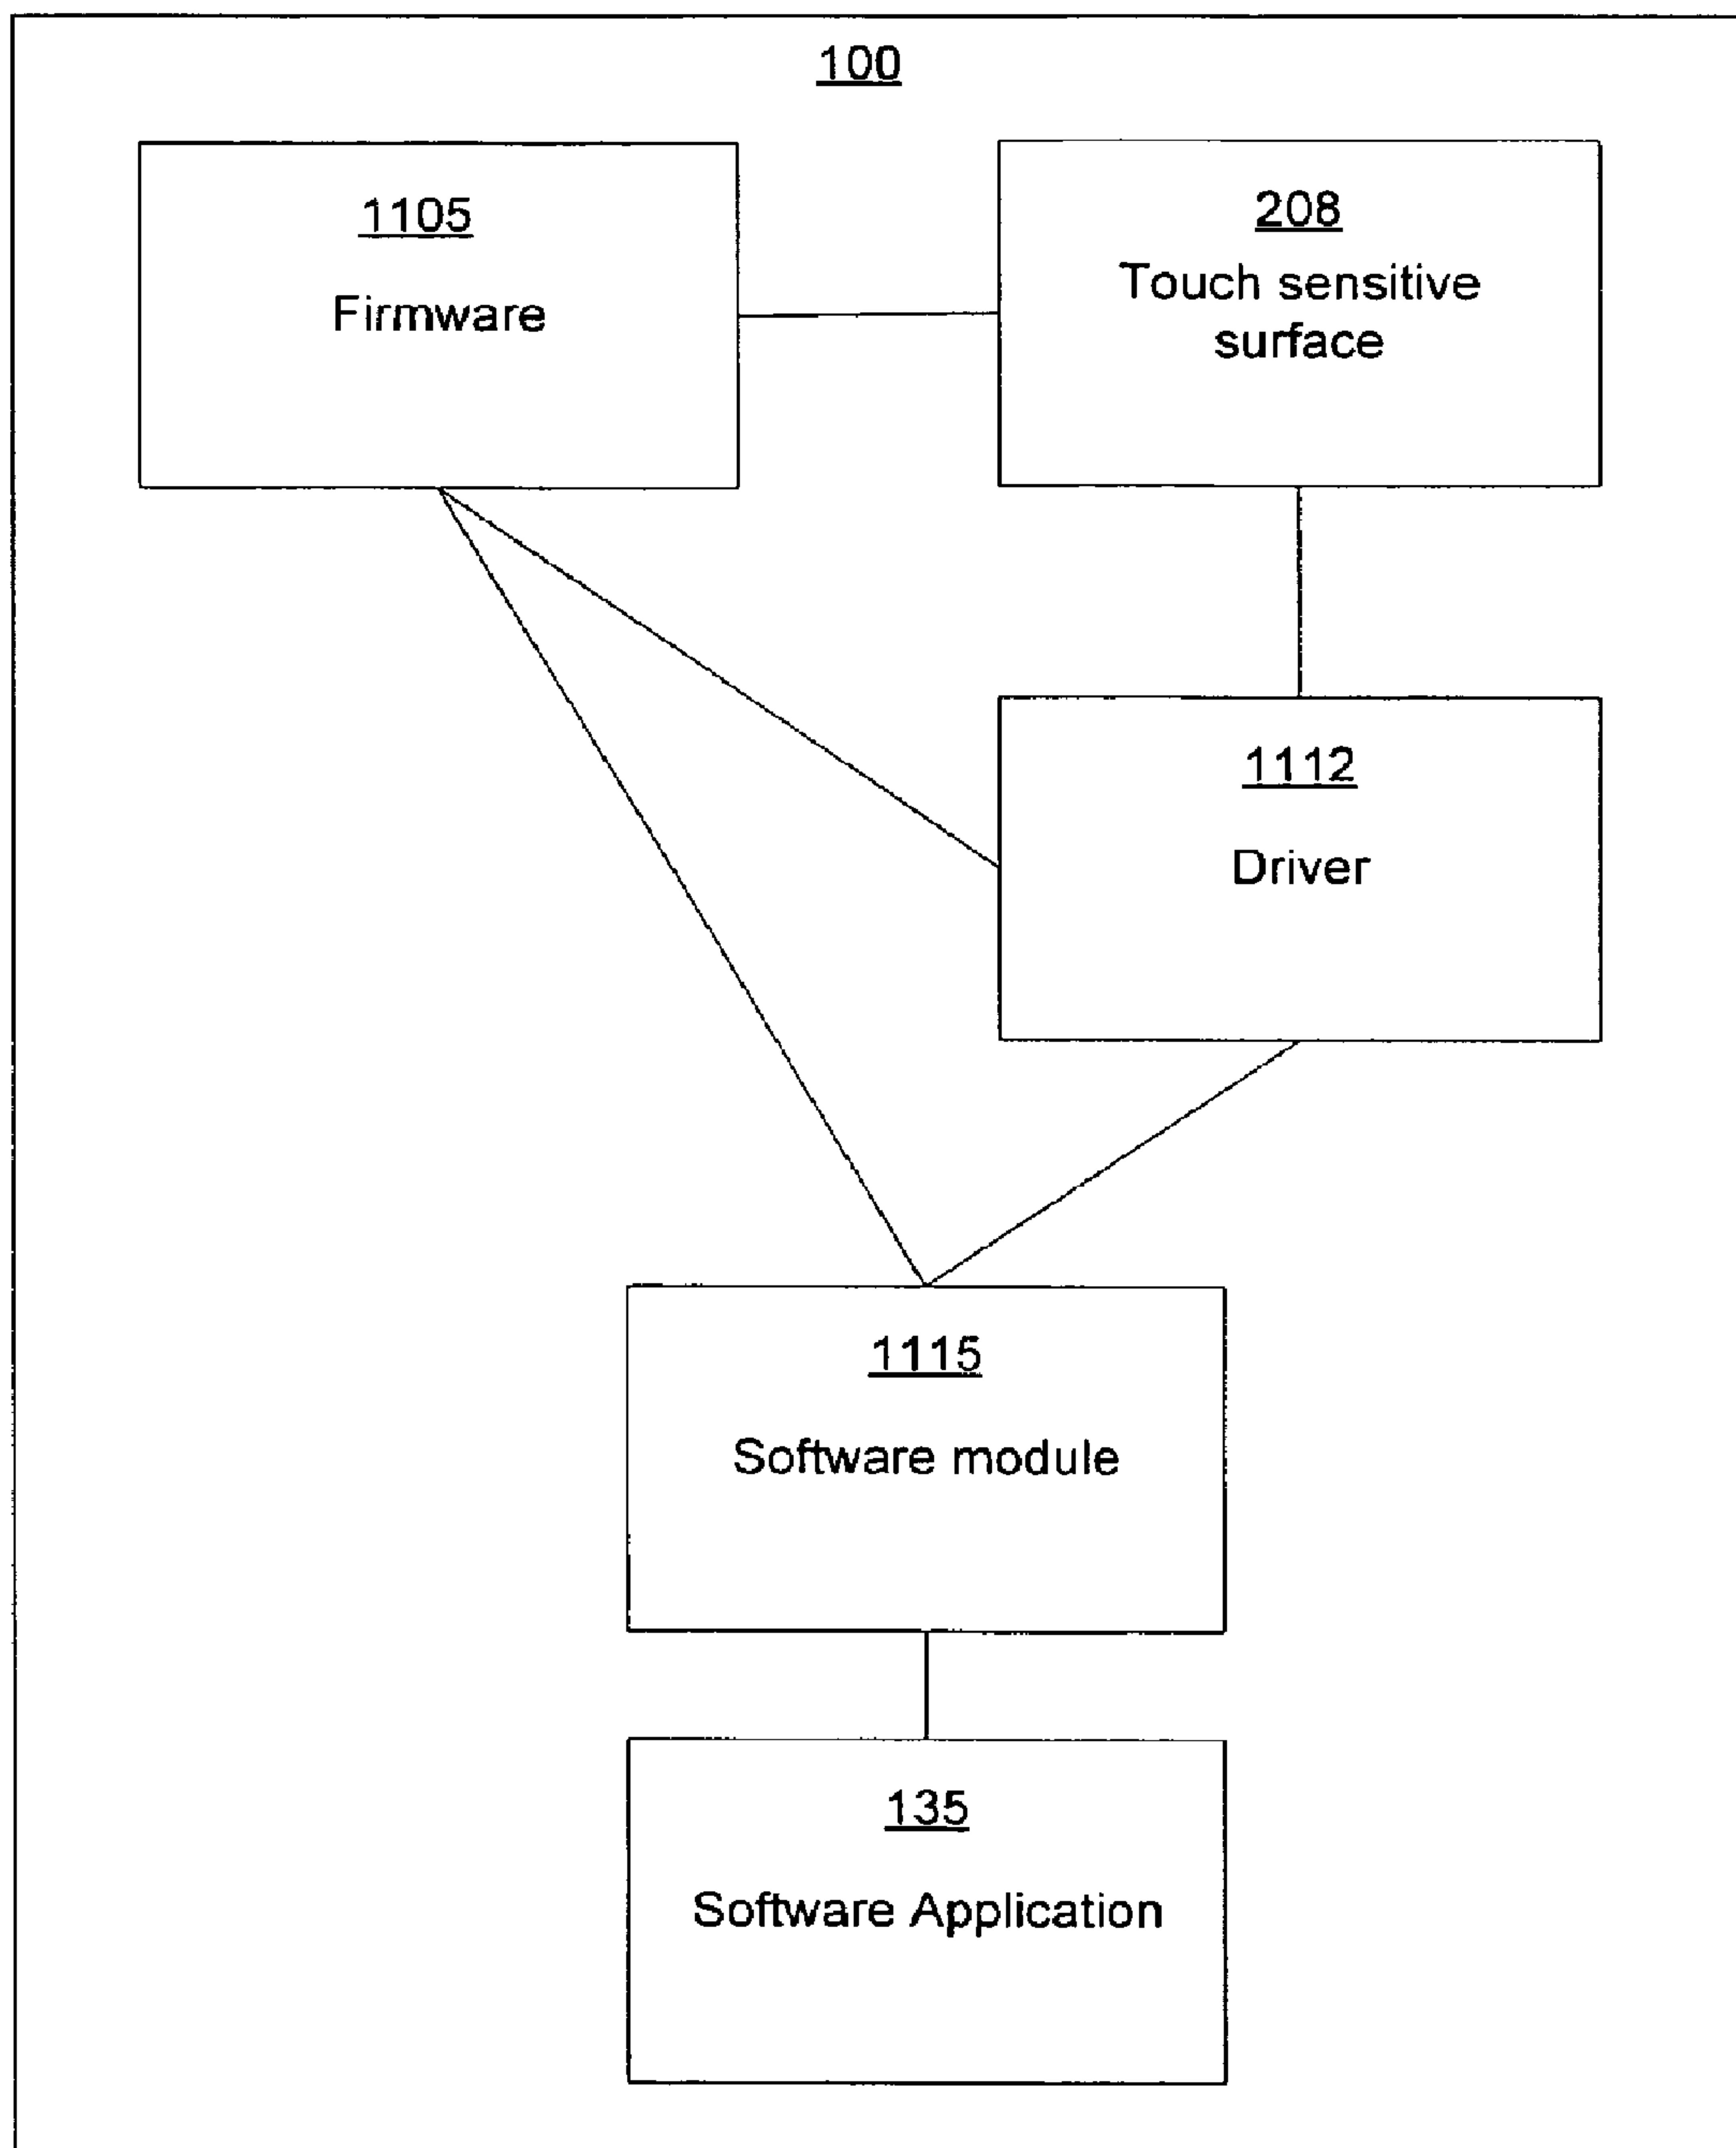 100
1105
Firmware
208
Touch sensitive
surface
1112
Driver
1115
Software module
135
Software Application